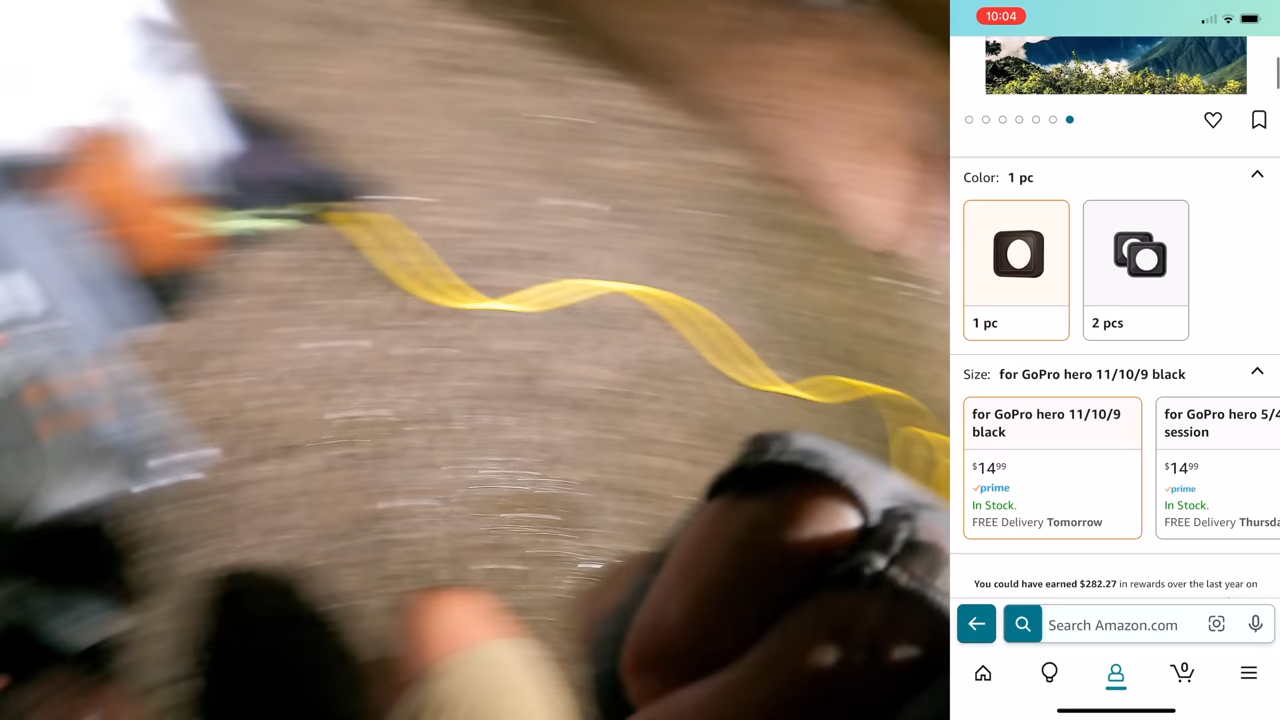 10:04
Color: 1 pc
1 pc
2 pcs
Size: for GoPro hero 11/10/9 black
for GoPro hero 11/10/9
black
$14.99
prime
In Stock.
FREE Delivery Tomorrow
for GoPro hero 5/4
session
$14.99
prime
In Stock.
FREE Delivery Thursda
You could have earned $282.27 in rewards over the last year on
Search Amazon.com
0